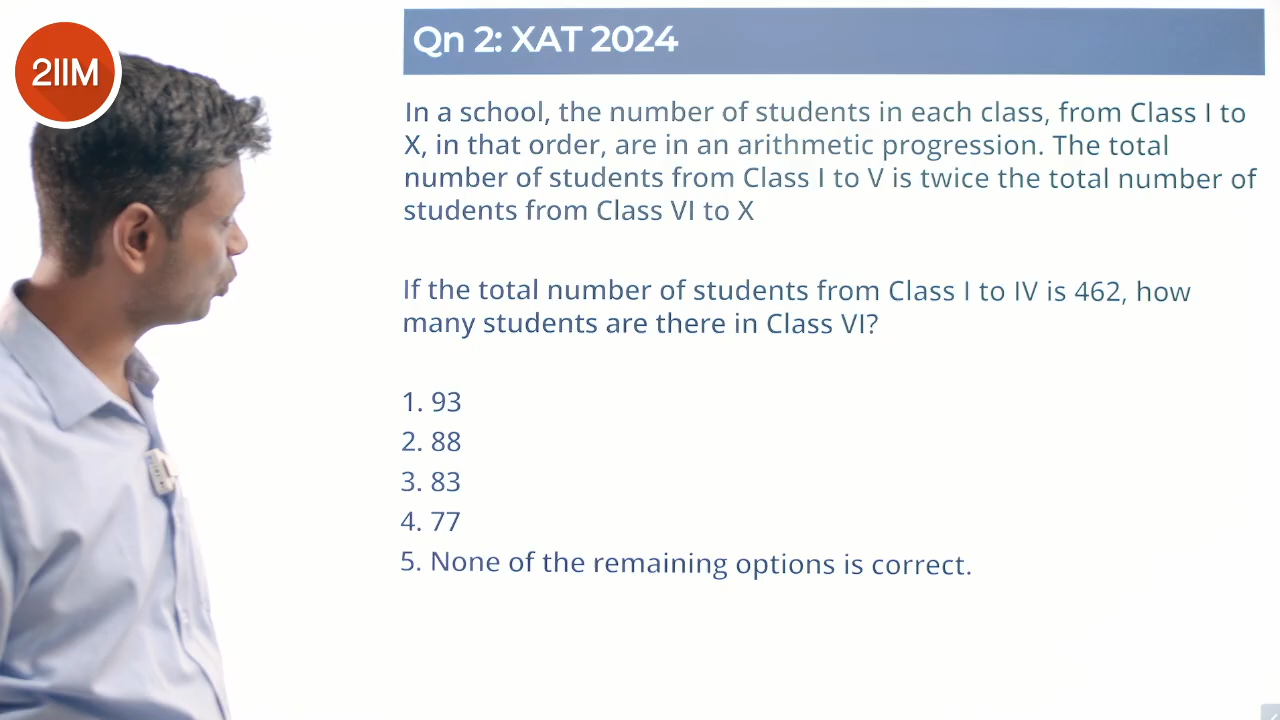 2IIM
Qn 2: XAT 2024
In a school, the number of students in each class, from Class I to
X, in that order, are in an arithmetic progression. The total
number of students from Class I to V is twice the total number of
students from Class VI to X
If the total number of students from Class I to IV is 462, how
many students are there in Class VI?
1. 93
2. 88
3. 83
4. 77
5. None of the remaining options is correct.